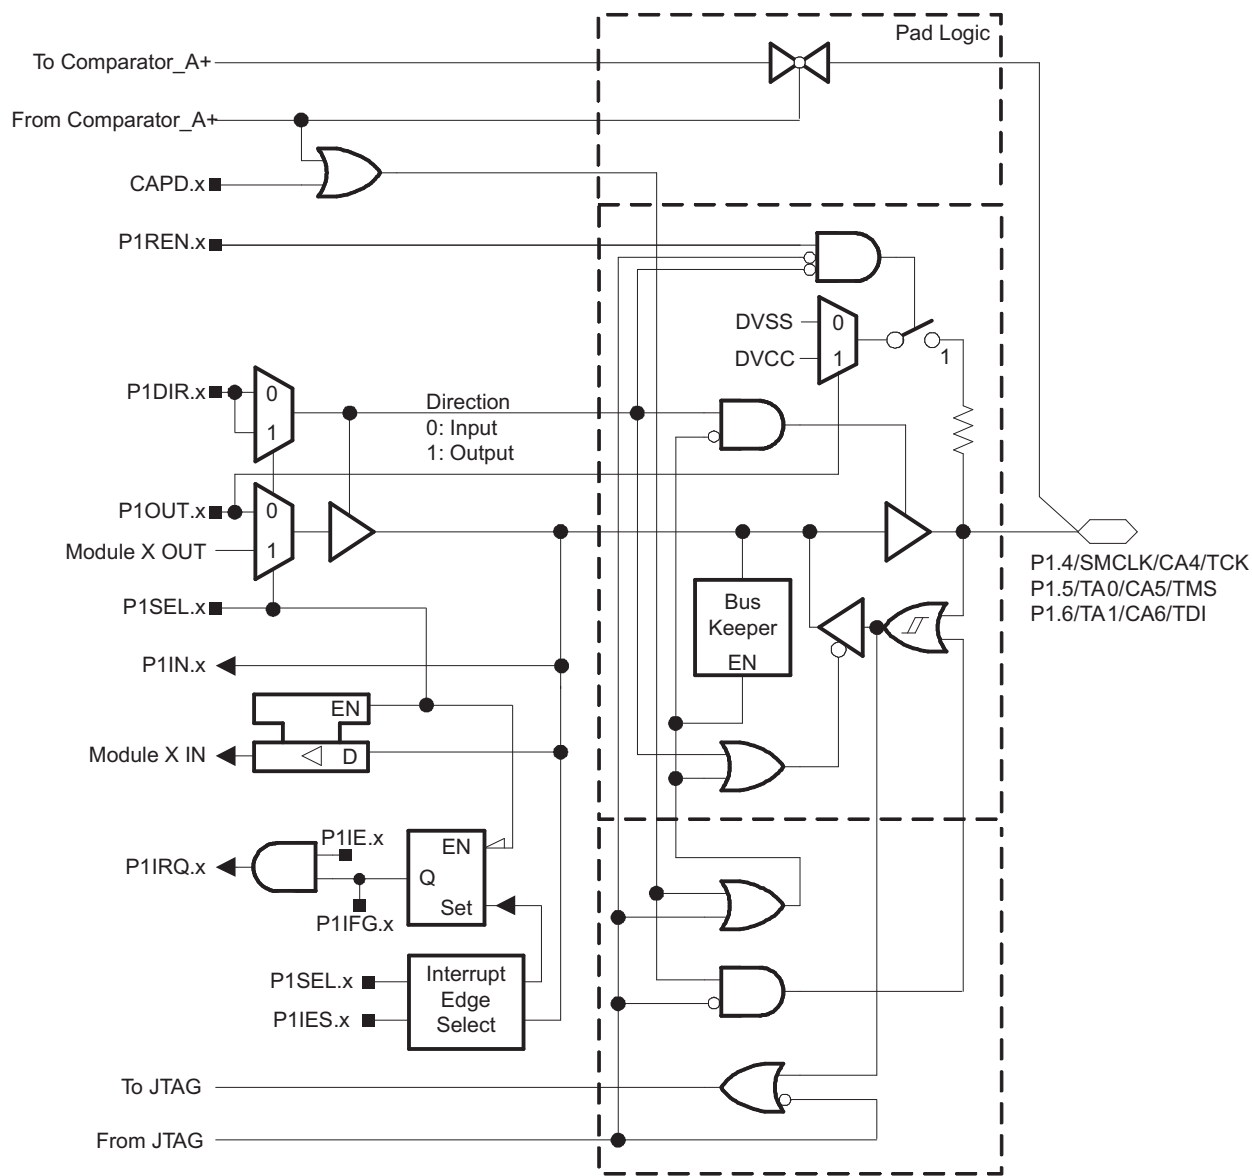 Pad Logic
To Comparator_A+
From Comparator_A+
CAPD.x
P1REN.x
DVSS
0
DVCC
1
1
P1DIR.x
0
1
Direction
0: Input
1: Output
P1OUT.x
0
Module X OUT
1
P1.4/SMCLK/CA4/TCK
P1.5/TA0/CA5/TMS
P1.6/TA1/CA6/TDI
Bus
Keeper
EN
P1SEL.x
P1IN.x
EN
Module X IN
D
P1IE.x
EN
P1IRQ.x
Q
Set
P1IFG.x
P1SEL.x
P1IES.x
Interrupt
Edge
Select
To JTAG
From JTAG